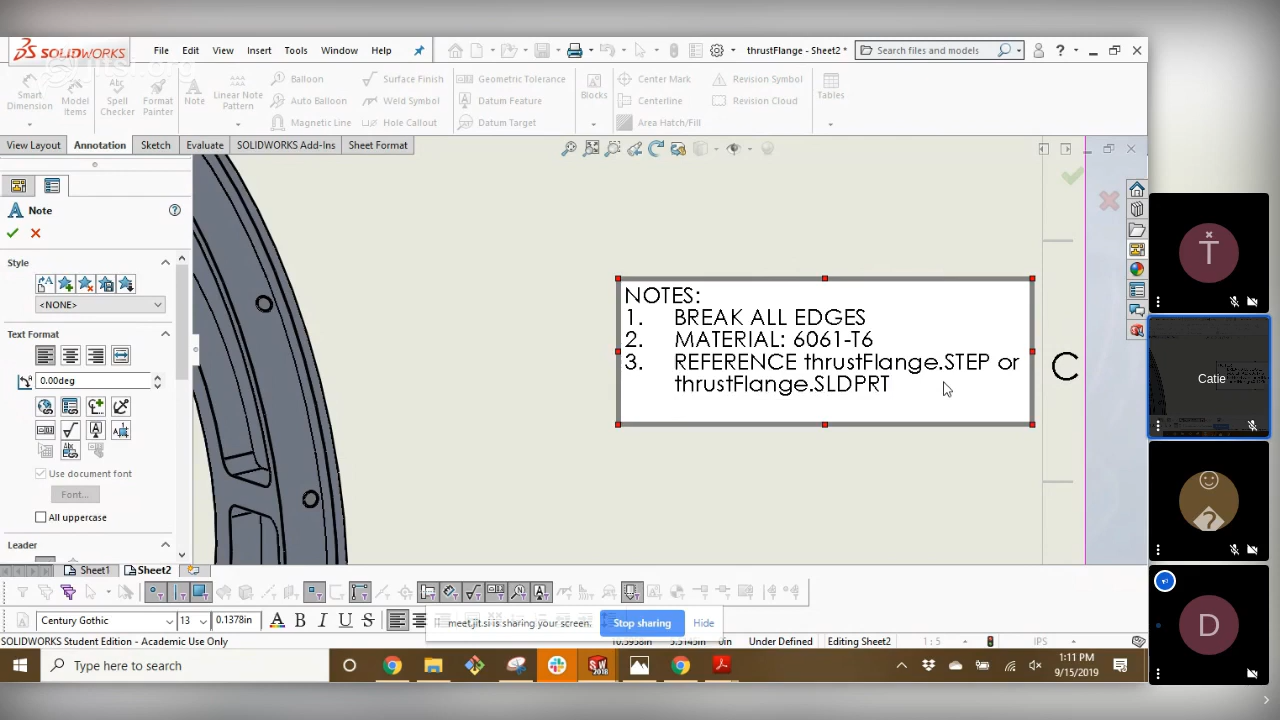 SOLIDWORKS
File Edit View Insert Tools Window Help
thrustFlange - Sheet2 *
Search files and models
Smart Dimension
Model Items
Spell Checker
Format Painter
Note
Linear Note Pattern
Balloon
Auto Balloon
Magnetic Line
Surface Finish
Weld Symbol
Hole Callout
Geometric Tolerance
Datum Feature
Datum Target
Blocks
Center Mark
Centerline
Area Hatch/Fill
Revision Symbol
Revision Cloud
Tables
View Layout Annotation Sketch Evaluate SOLIDWORKS Add-Ins Sheet Format
Note
Style
<NONE>
Text Format
0.00deg
Use document font
Font...
All uppercase
Leader
NOTES:
1. BREAK ALL EDGES
2. MATERIAL: 6061-T6
3. REFERENCE thrustFlange.STEP or
thrustFlange.SLDPRT
C
T
Catie
?
D
Sheet1 Sheet2
Century Gothic 13 0.1378in B I U S
meet.jit.si is sharing your screen. Stop sharing Hide
SOLIDWORKS Student Edition - Academic Use Only
Under Defined Editing Sheet2 1 : 5 IPS
Type here to search
1:11 PM
9/15/2019